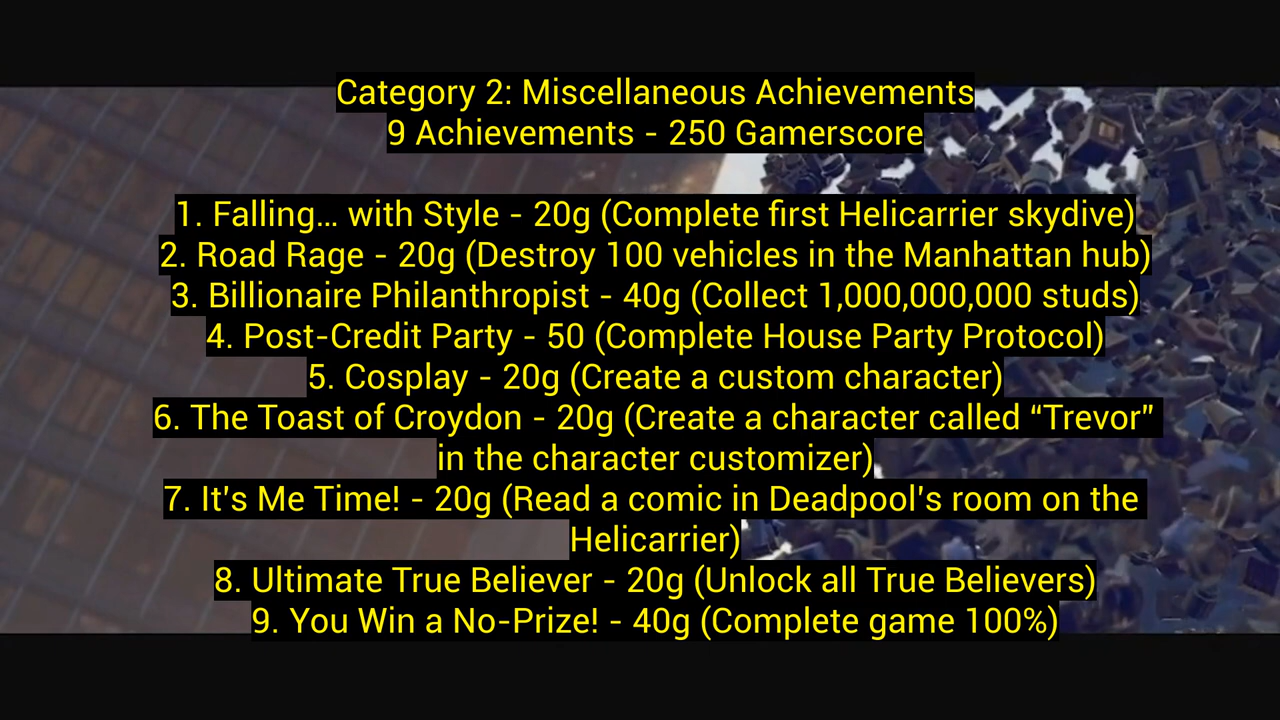 Category 2: Miscellaneous Achievements
9 Achievements - 250 Gamerscore
1. Falling... with Style - 20g (Complete first Helicarrier skydive)
2. Road Rage - 20g (Destroy 100 vehicles in the Manhattan hub)
3. Billionaire Philanthropist - 40g (Collect 1,000,000,000 studs)
4. Post-Credit Party - 50 (Complete House Party Protocol)
5. Cosplay - 20g (Create a custom character)
6. The Toast of Croydon - 20g (Create a character called “Trevor”
in the character customizer)
7. It's Me Time! - 20g (Read a comic in Deadpool's room on the
Helicarrier)
8. Ultimate True Believer - 20g (Unlock all True Believers)
9. You Win a No-Prize! - 40g (Complete game 100%)